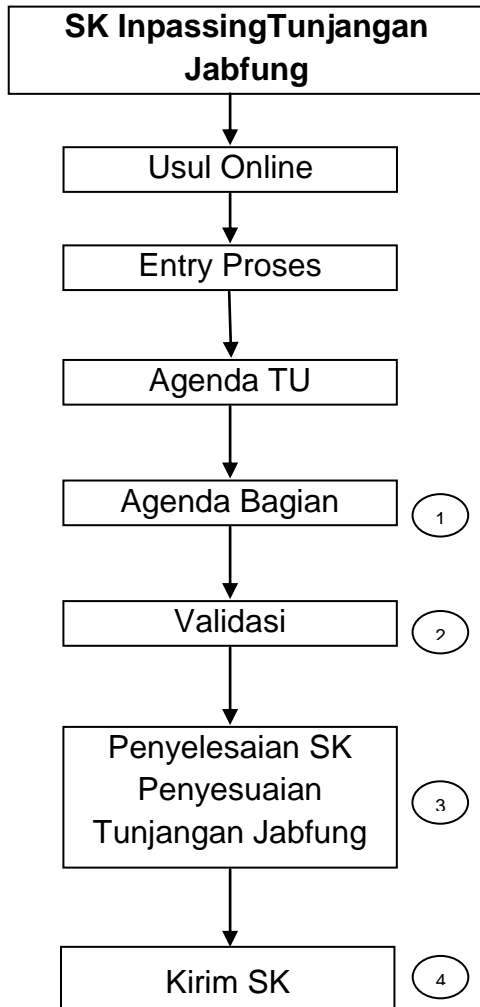 SK InpassingTunjangan
Jabfung
Usul Online
Entry Proses
Agenda TU
Agenda Bagian
1
Validasi
2
Penyelesaian SK
Penyesuaian
Tunjangan Jabfung
3
Kirim SK
4